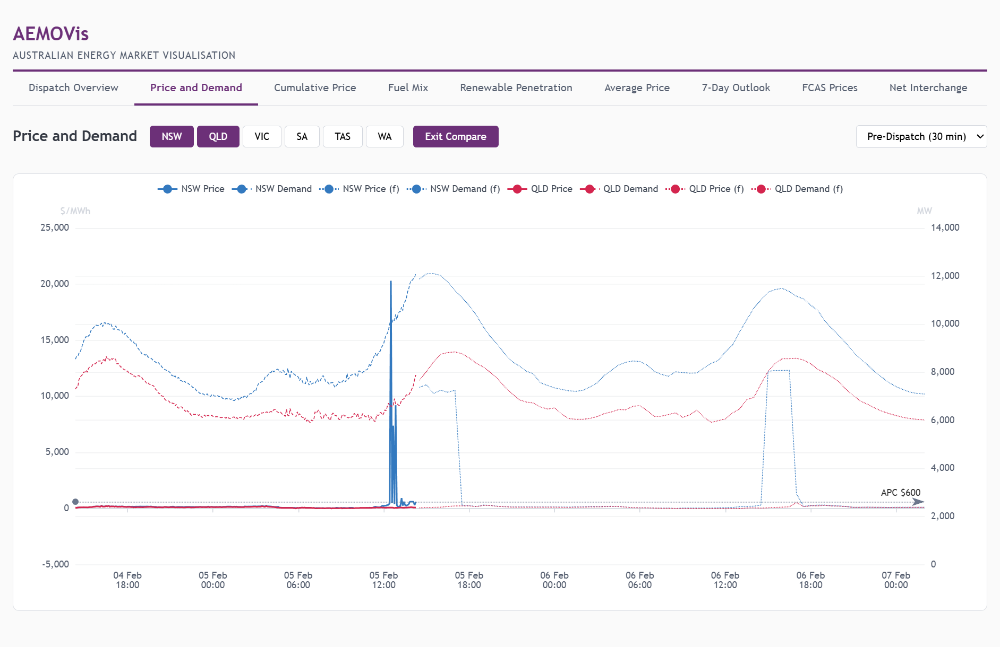 AEMOVis
AUSTRALIAN ENERGY MARKET VISUALISATION
Dispatch Overview Price and Demand Cumulative Price Fuel Mix Renewable Penetration Average Price 7-Day Outlook FCAS Prices Net Interchange
Price and Demand NSW QLD VIC SA TAS WA Exit Compare Pre-Dispatch (30 min)
NSW Price NSW Demand NSW Price (f) NSW Demand (f) QLD Price QLD Demand QLD Price (f) QLD Demand (f)
$/MWh MW
25,000 14,000
12,000
20,000
10,000
15,000
8,000
10,000
6,000
5,000
4,000
APC $600
0
2,000
-5,000 0
04 Feb 05 Feb 05 Feb 05 Feb 05 Feb 06 Feb 06 Feb 06 Feb 06 Feb 07 Feb
18:00 00:00 06:00 12:00 18:00 00:00 06:00 12:00 18:00 00:00